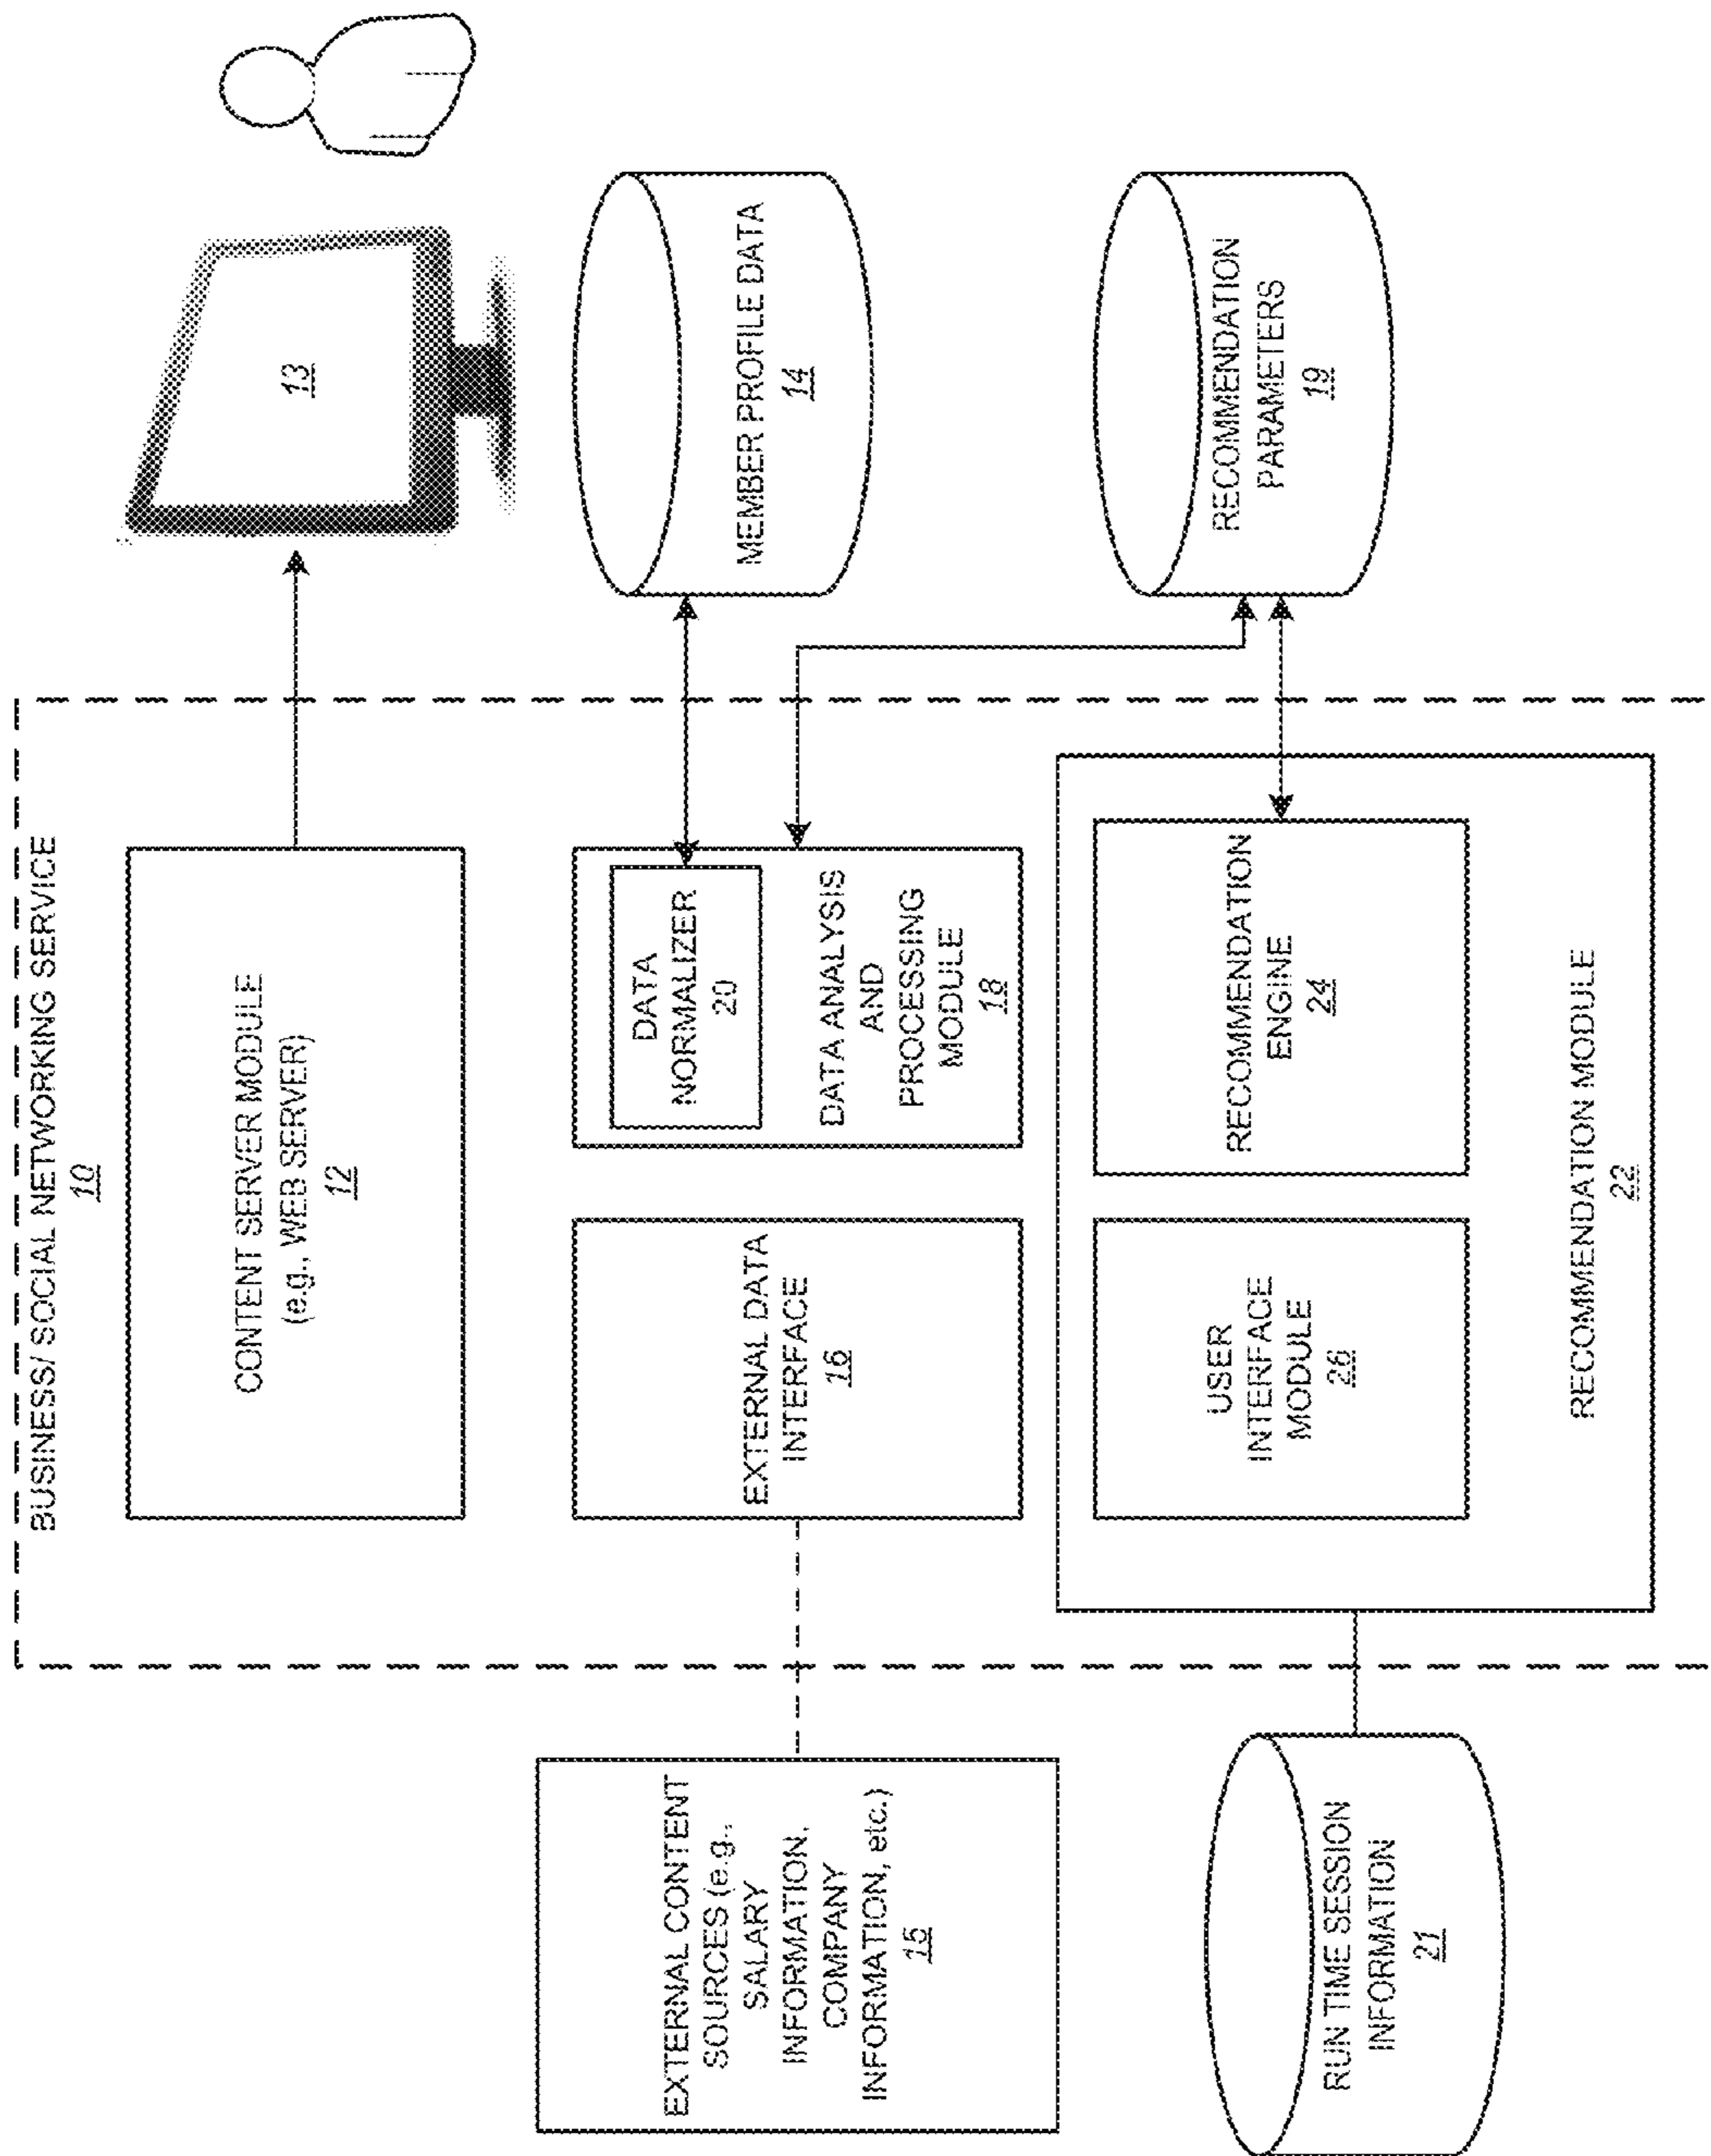 BUSINESS/ SOCIAL NETWORKING SERVICE
10
CONTENT SERVER MODULE
(e.g., WEB SERVER)
12
13
EXTERNAL CONTENT
SOURCES (e.g.,
SALARY
INFORMATION,
COMPANY
INFORMATION, etc.)
15
EXTERNAL DATA
INTERFACE
16
DATA
NORMALIZER
20
DATA ANALYSIS
AND
PROCESSING
MODULE
18
MEMBER PROFILE DATA
14
RUN TIME SESSION
INFORMATION
21
USER
INTERFACE
MODULE
26
RECOMMENDATION
ENGINE
24
RECOMMENDATION MODULE
22
RECOMMENDATION
PARAMETERS
19